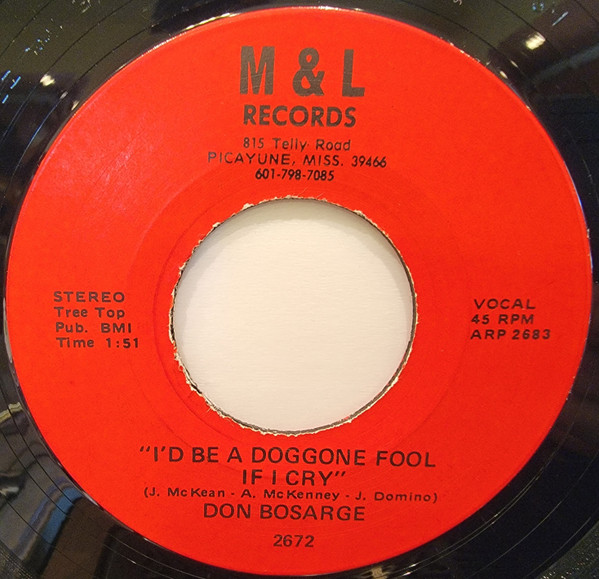 M & L
RECORDS
815 Telly Road
PICAYUNE, MISS. 39466
601-798-7085
STEREO
Tree Top
Pub. BMI
Time 1:51
VOCAL
45 RPM
ARP 2683
"I'D BE A DOGGONE FOOL
IF I CRY"
(J. McKean - A. McKenney - J. Domino)
DON BOSARGE
2672